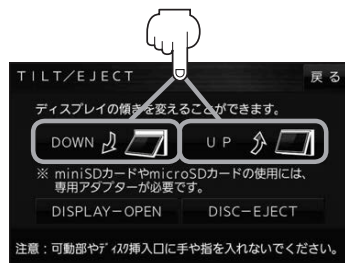 TILT/EJECT 戻る
ディスプレイの傾きを変えることができます。
DOWN UP
※ miniSDカードやmicroSDカードの使用には、
専用アダプターが必要です。
DISPLAY-OPEN DISC-EJECT
注意：可動部やディスク挿入口に手や指を入れないでください。